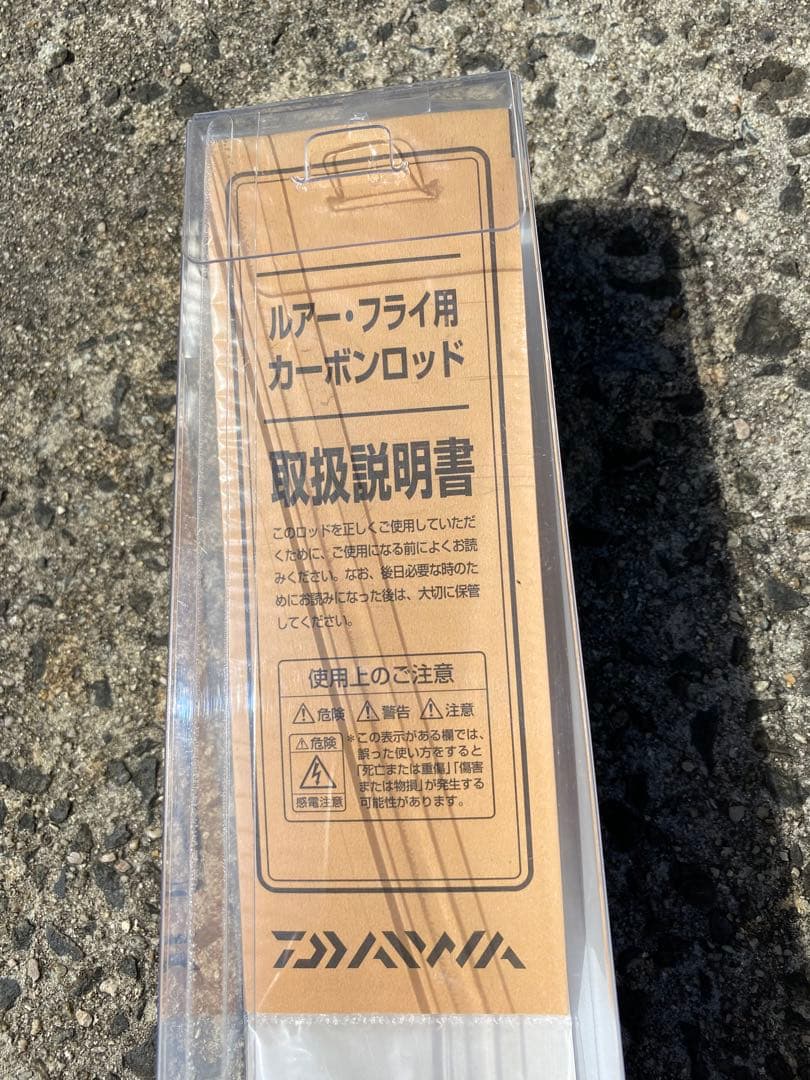 ルアー・フライ用
カーボンロッド
取扱説明書
このロッドを正しくご使用していただ
くために、ご使用になる前によくお読
みください。なお、後日必要な時のた
めにお読みになった後は、大切に保管
してください。
使用上のご注意
⚠危険 ⚠警告 ⚠注意
⚠危険
感電注意
*この表示がある欄では、
誤った使い方をすると
「死亡または重傷」「傷害
または物損」が発生する
可能性があります。
DAIWA